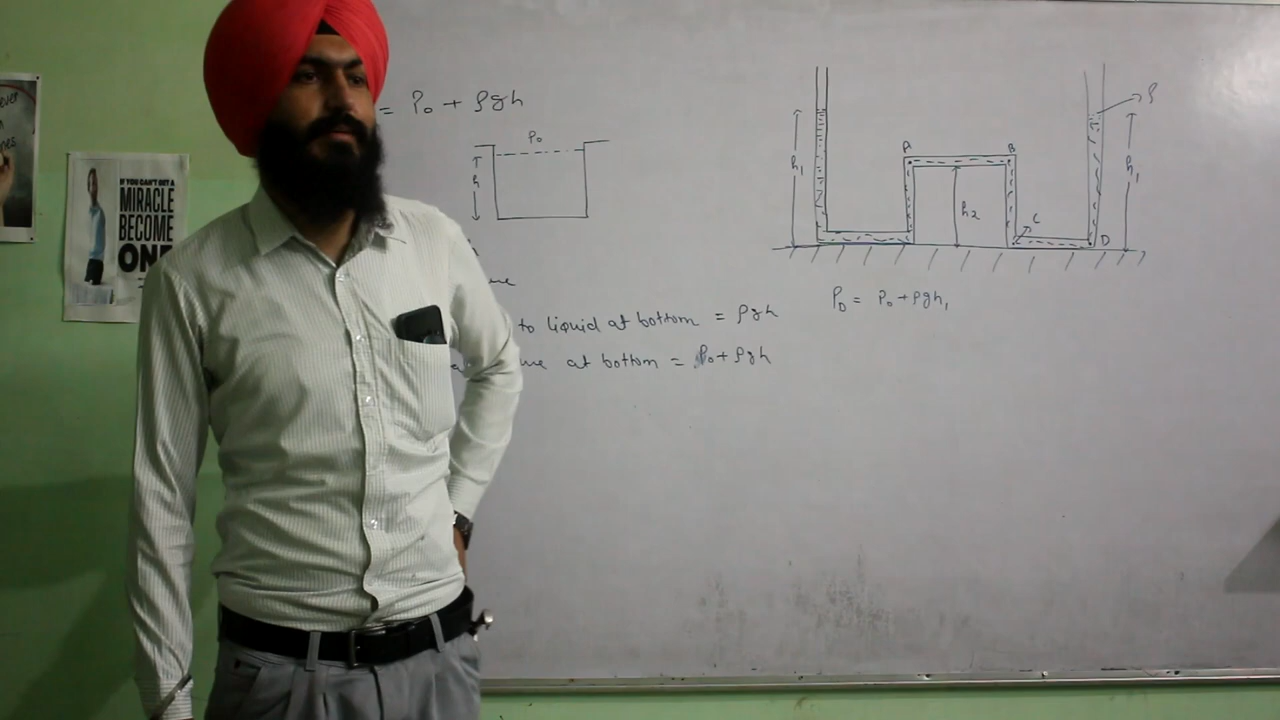 ever
IF YOU CAN'T GET A
MIRACLE
BECOME
ONE
= P₀ + ρgh
P₀
h
to liquid at bottom = ρgh
at bottom = P₀ + ρgh
h₁
A
B
h₂
C
D
h₁
ρ
P_D = P₀ + ρgh₁